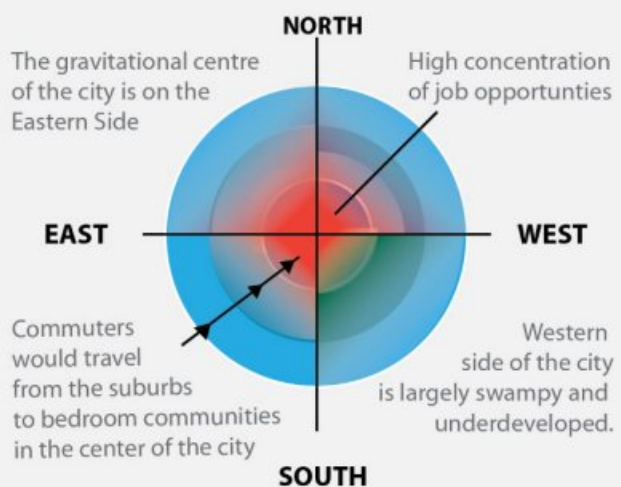 NORTH
The gravitational centre
of the city is on the
Eastern Side
High concentration
of job opportunties
EAST
WEST
Commuters
would travel
from the suburbs
to bedroom communities
in the center of the city
Western
side of the city
is largely swampy and
underdeveloped.
SOUTH